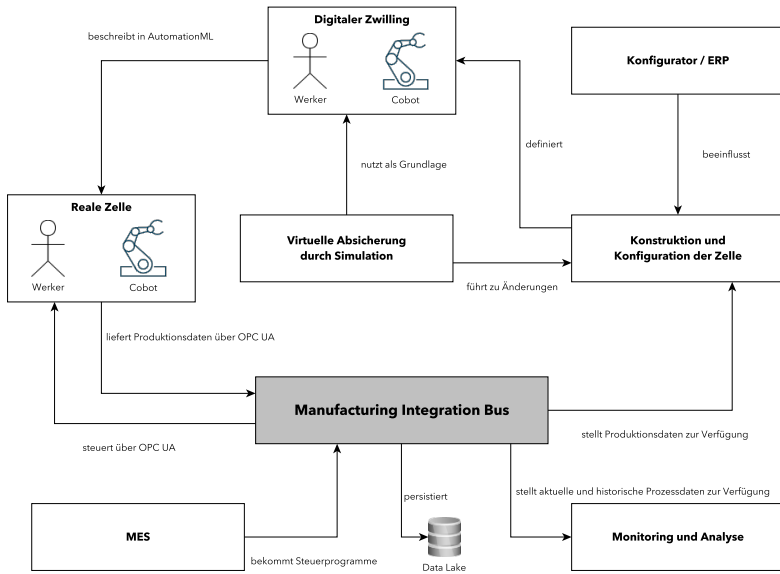 Digitaler Zwilling
beschreibt in AutomationML
Werker
Cobot
Konfigurator / ERP
definiert
beeinflusst
nutzt als Grundlage
Reale Zelle
Werker
Cobot
Virtuelle Absicherung
durch Simulation
Konstruktion und
Konfiguration der Zelle
führt zu Änderungen
liefert Produktionsdaten über OPC UA
Manufacturing Integration Bus
steuert über OPC UA
stellt Produktionsdaten zur Verfügung
persistiert
stellt aktuelle und historische Prozessdaten zur Verfügung
MES
Monitoring und Analyse
bekommt Steuerprogramme
Data Lake